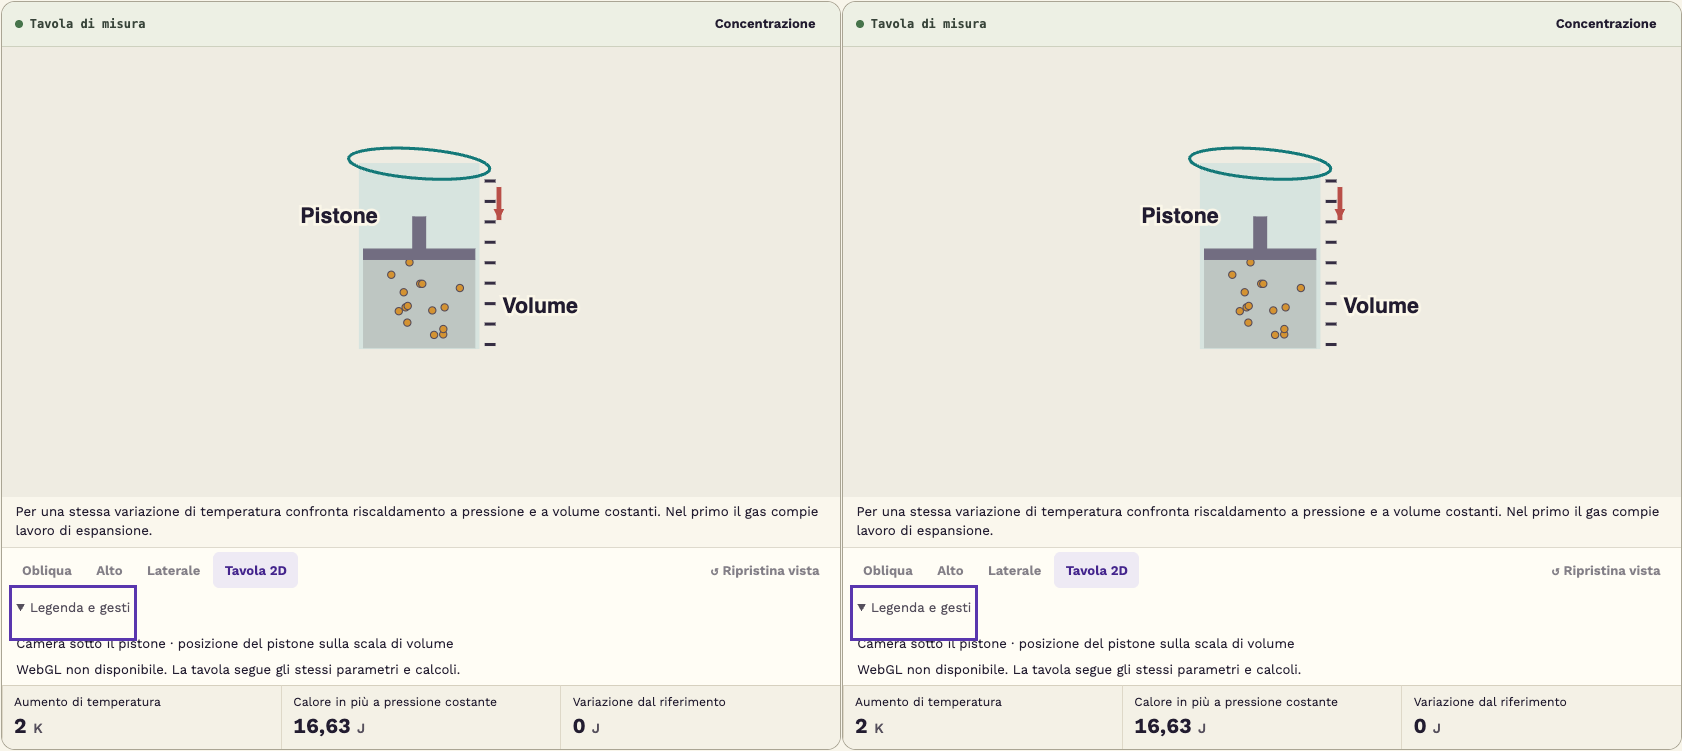 Tavola di misura
Concentrazione
Pistone
Volume
Per una stessa variazione di temperatura confronta riscaldamento a pressione e a volume costanti. Nel primo il gas compie
lavoro di espansione.
Obliqua Alto Laterale Tavola 2D ↺ Ripristina vista
▼ Legenda e gesti
Camera sotto il pistone · posizione del pistone sulla scala di volume
WebGL non disponibile. La tavola segue gli stessi parametri e calcoli.
Aumento di temperatura
2 K
Calore in più a pressione costante
16,63 J
Variazione dal riferimento
0 J
Tavola di misura
Concentrazione
Pistone
Volume
Per una stessa variazione di temperatura confronta riscaldamento a pressione e a volume costanti. Nel primo il gas compie
lavoro di espansione.
Obliqua Alto Laterale Tavola 2D ↺ Ripristina vista
▼ Legenda e gesti
Camera sotto il pistone · posizione del pistone sulla scala di volume
WebGL non disponibile. La tavola segue gli stessi parametri e calcoli.
Aumento di temperatura
2 K
Calore in più a pressione costante
16,63 J
Variazione dal riferimento
0 J